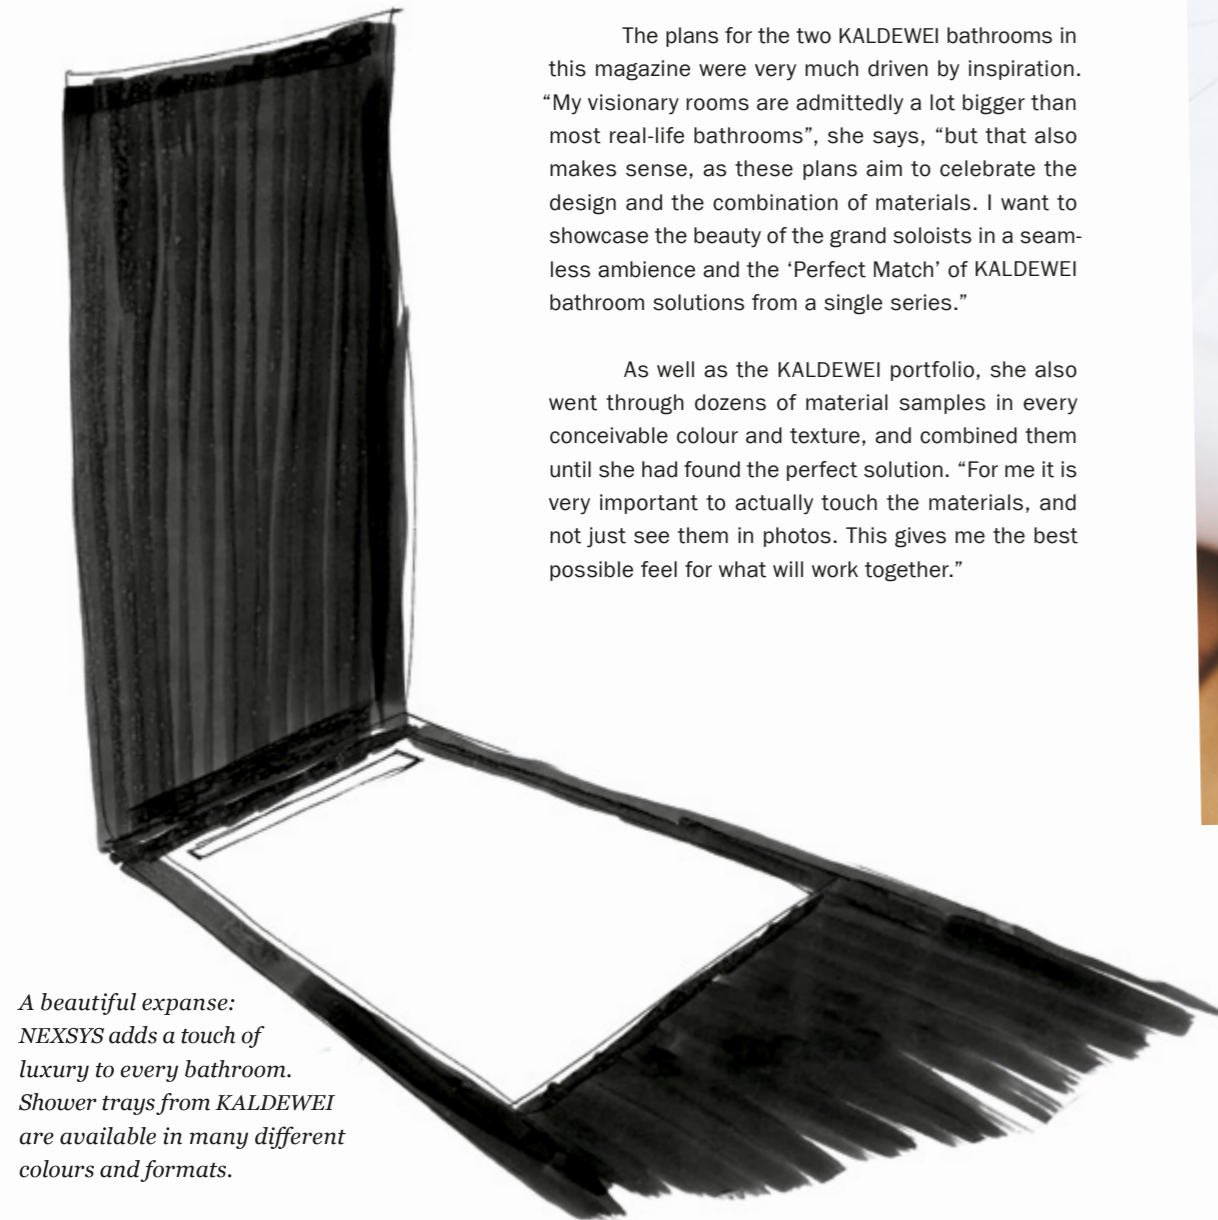 The plans for the two KALDEWEI bathrooms in
this magazine were very much driven by inspiration.
“My visionary rooms are admittedly a lot bigger than
most real-life bathrooms”, she says, “but that also
makes sense, as these plans aim to celebrate the
design and the combination of materials. I want to
showcase the beauty of the grand soloists in a seam-
less ambience and the ‘Perfect Match’ of KALDEWEI
bathroom solutions from a single series.”
As well as the KALDEWEI portfolio, she also
went through dozens of material samples in every
conceivable colour and texture, and combined them
until she had found the perfect solution. “For me it is
very important to actually touch the materials, and
not just see them in photos. This gives me the best
possible feel for what will work together.”
A beautiful expanse:
NEXSYS adds a touch of
luxury to every bathroom.
Shower trays from KALDEWEI
are available in many different
colours and formats.